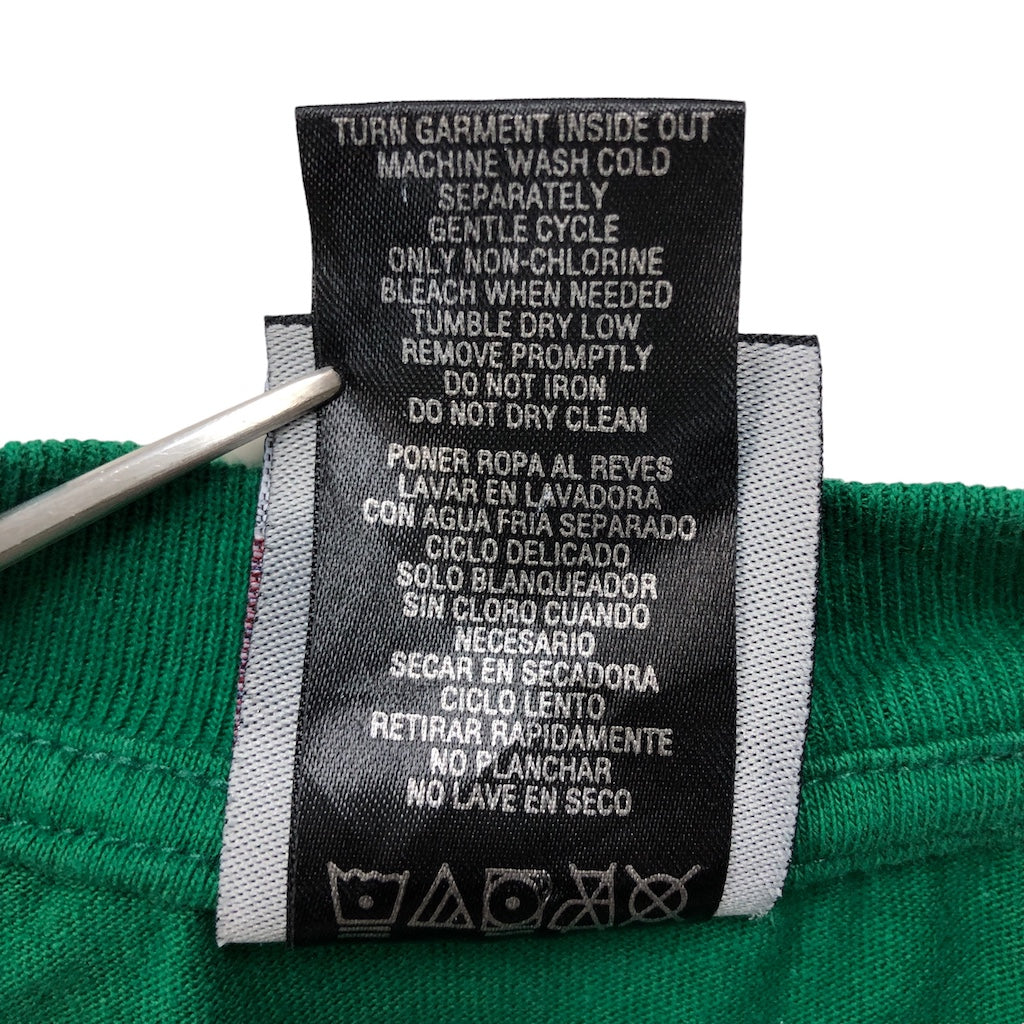 TURN GARMENT INSIDE OUT
MACHINE WASH COLD
SEPARATELY
GENTLE CYCLE
ONLY NON-CHLORINE
BLEACH WHEN NEEDED
TUMBLE DRY LOW
REMOVE PROMPTLY
DO NOT IRON
DO NOT DRY CLEAN
PONER ROPA AL REVES
LAVAR EN LAVADORA
CON AGUA FRIA SEPARADO
CICLO DELICADO
SOLO BLANQUEADOR
SIN CLORO CUANDO
NECESARIO
SECAR EN SECADORA
CICLO LENTO
RETIRAR RAPIDAMENTE
NO PLANCHAR
NO LAVE EN SECO